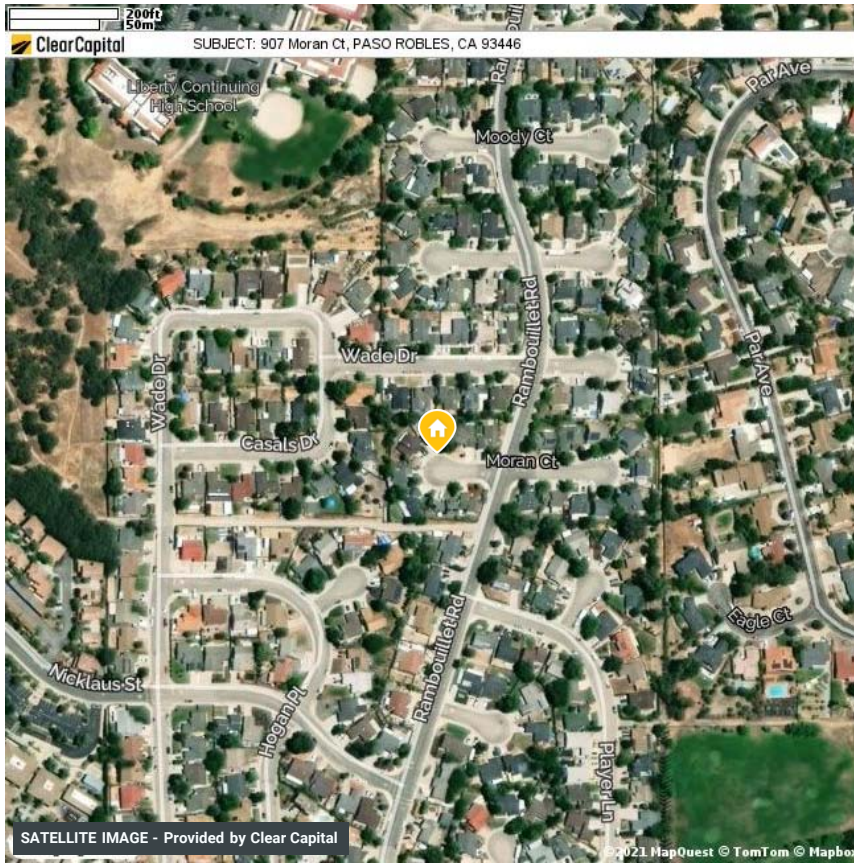 200ft
50m
ClearCapital
SUBJECT: 907 Moran Ct, PASO ROBLES, CA 93446
Liberty Continuing
High School
Moody Ct
Par Ave
Rambouillet Rd
Wade Dr
Wade Dr
Par Ave
Casals Dr
Moran Ct
Eagle Ct
Rambouillet Rd
Nicklaus St
Hogan Pl
Player Ln
SATELLITE IMAGE - Provided by Clear Capital
©2021 MapQuest © TomTom © Mapbox